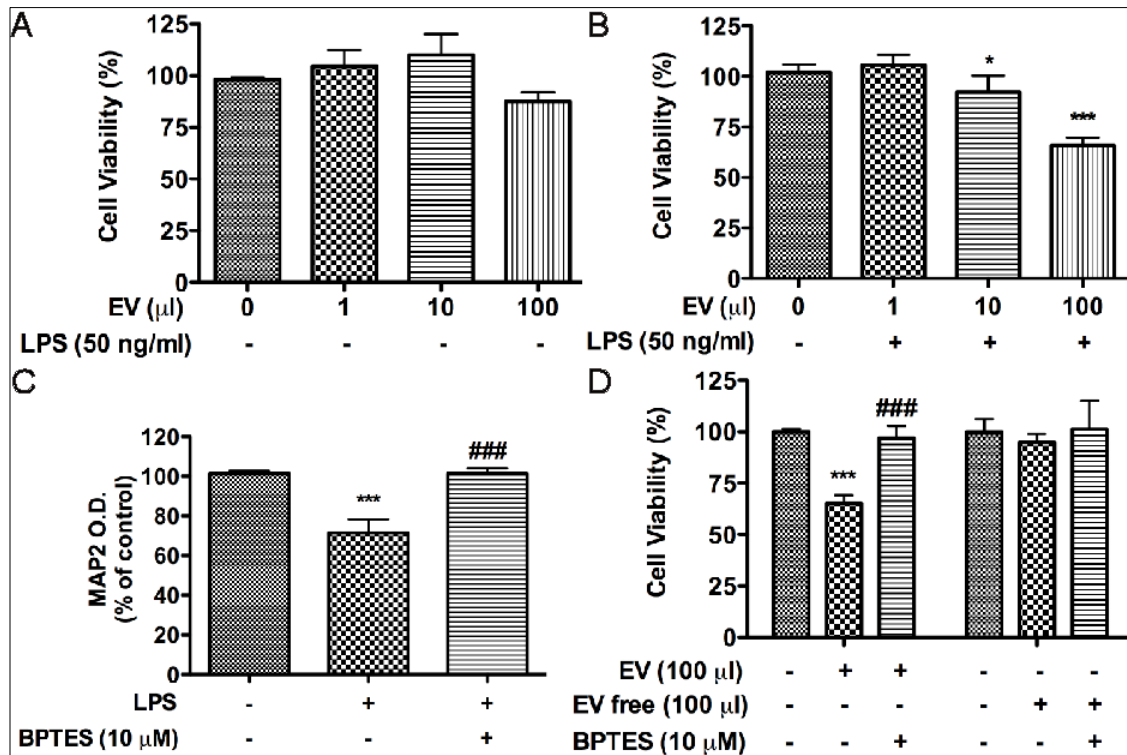 A
Cell Viability (%)
125
100
75
50
25
0
EV (μl) 0 1 10 100
LPS (50 ng/ml) - - - -
B
Cell Viability (%)
125
100
75
50
25
0
* ***
EV (μl) 0 1 10 100
LPS (50 ng/ml) - + + +
C
MAP2 O.D.
(% of control)
120
100
80
60
40
20
0
*** ###
LPS - + +
BPTES (10 μM) - - +
D
Cell Viability (%)
125
100
75
50
25
0
*** ###
EV (100 μl) - + + - - -
EV free (100 μl) - - - - + +
BPTES (10 μM) - - + - - +